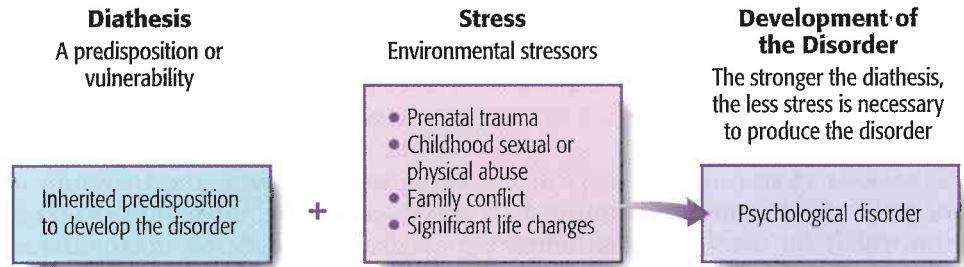 Diathesis
A predisposition or
vulnerability
Inherited predisposition
to develop the disorder
+
Stress
Environmental stressors
• Prenatal trauma
• Childhood sexual or
physical abuse
• Family conflict
• Significant life changes
Development of
the Disorder
The stronger the diathesis,
the less stress is necessary
to produce the disorder
Psychological disorder